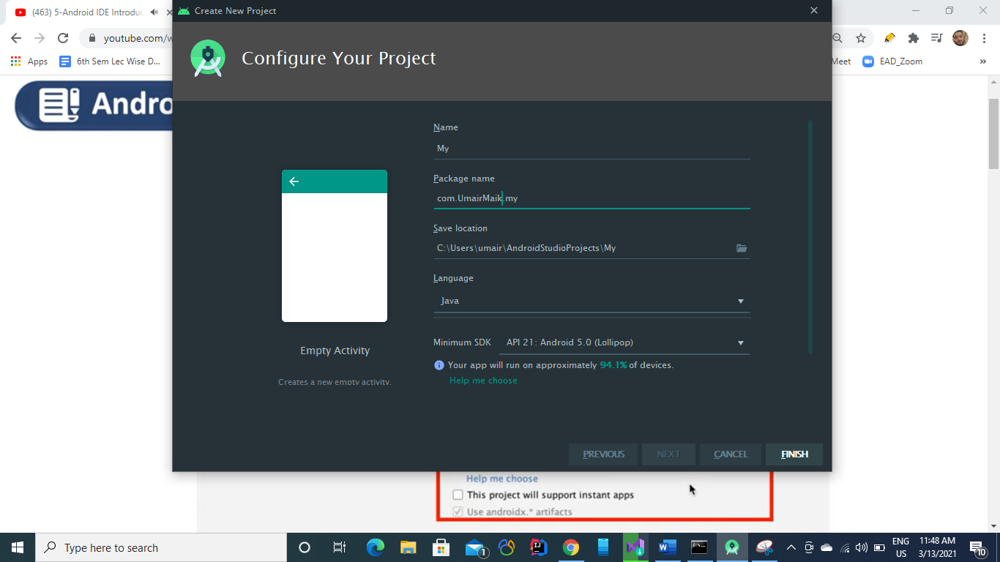 (463) 5-Android IDE Introduc
Create New Project
youtube.com/w
Apps
6th Sem Lec Wise D...
Meet
EAD_Zoom
»
Configure Your Project
Andro
Name
My
Package name
com.UmairMaik.my
Save location
C:\Users\umair\AndroidStudioProjects\My
Language
Java
Minimum SDK
API 21: Android 5.0 (Lollipop)
Your app will run on approximately 94.1% of devices.
Help me choose
Empty Activity
Creates a new empty activity.
PREVIOUS
NEXT
CANCEL
FINISH
Help me choose
This project will support instant apps
Use androidx.* artifacts
Type here to search
1
ENG
US
11:48 AM
3/13/2021
10